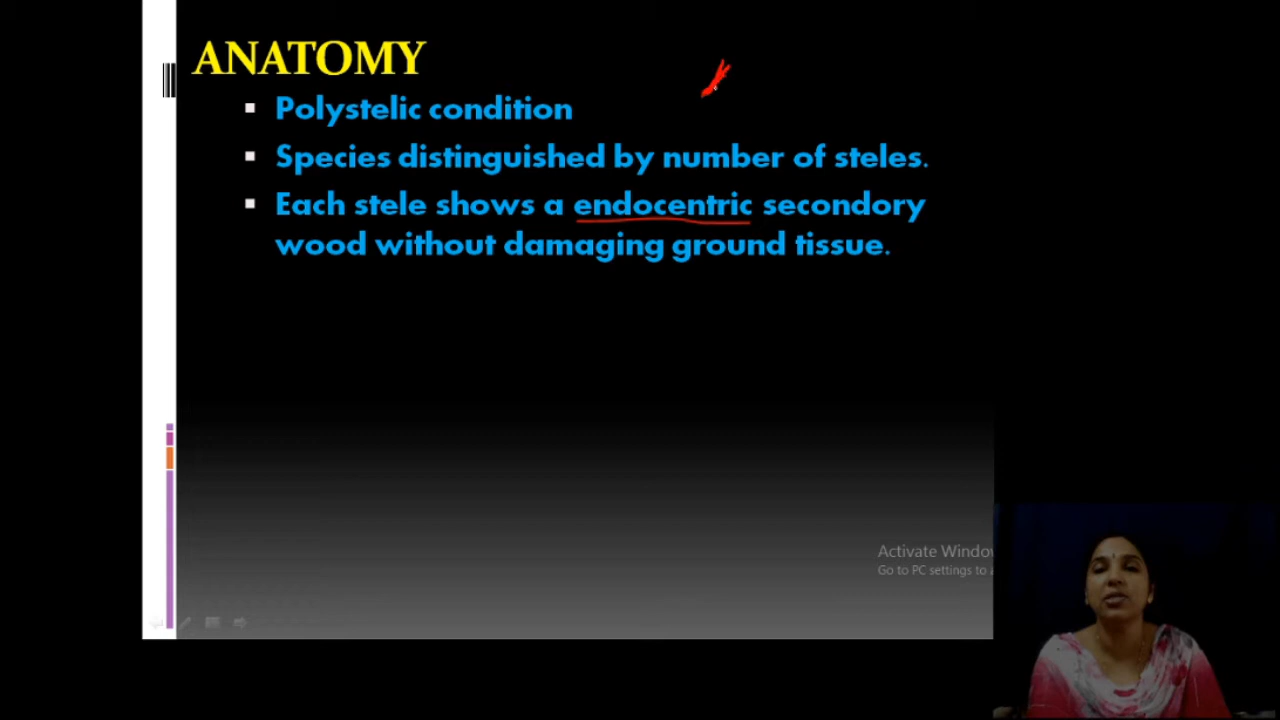 ANATOMY
Polystelic condition
Species distinguished by number of steles.
Each stele shows a endocentric secondory
wood without damaging ground tissue.
Activate Windo
Go to PC settings to